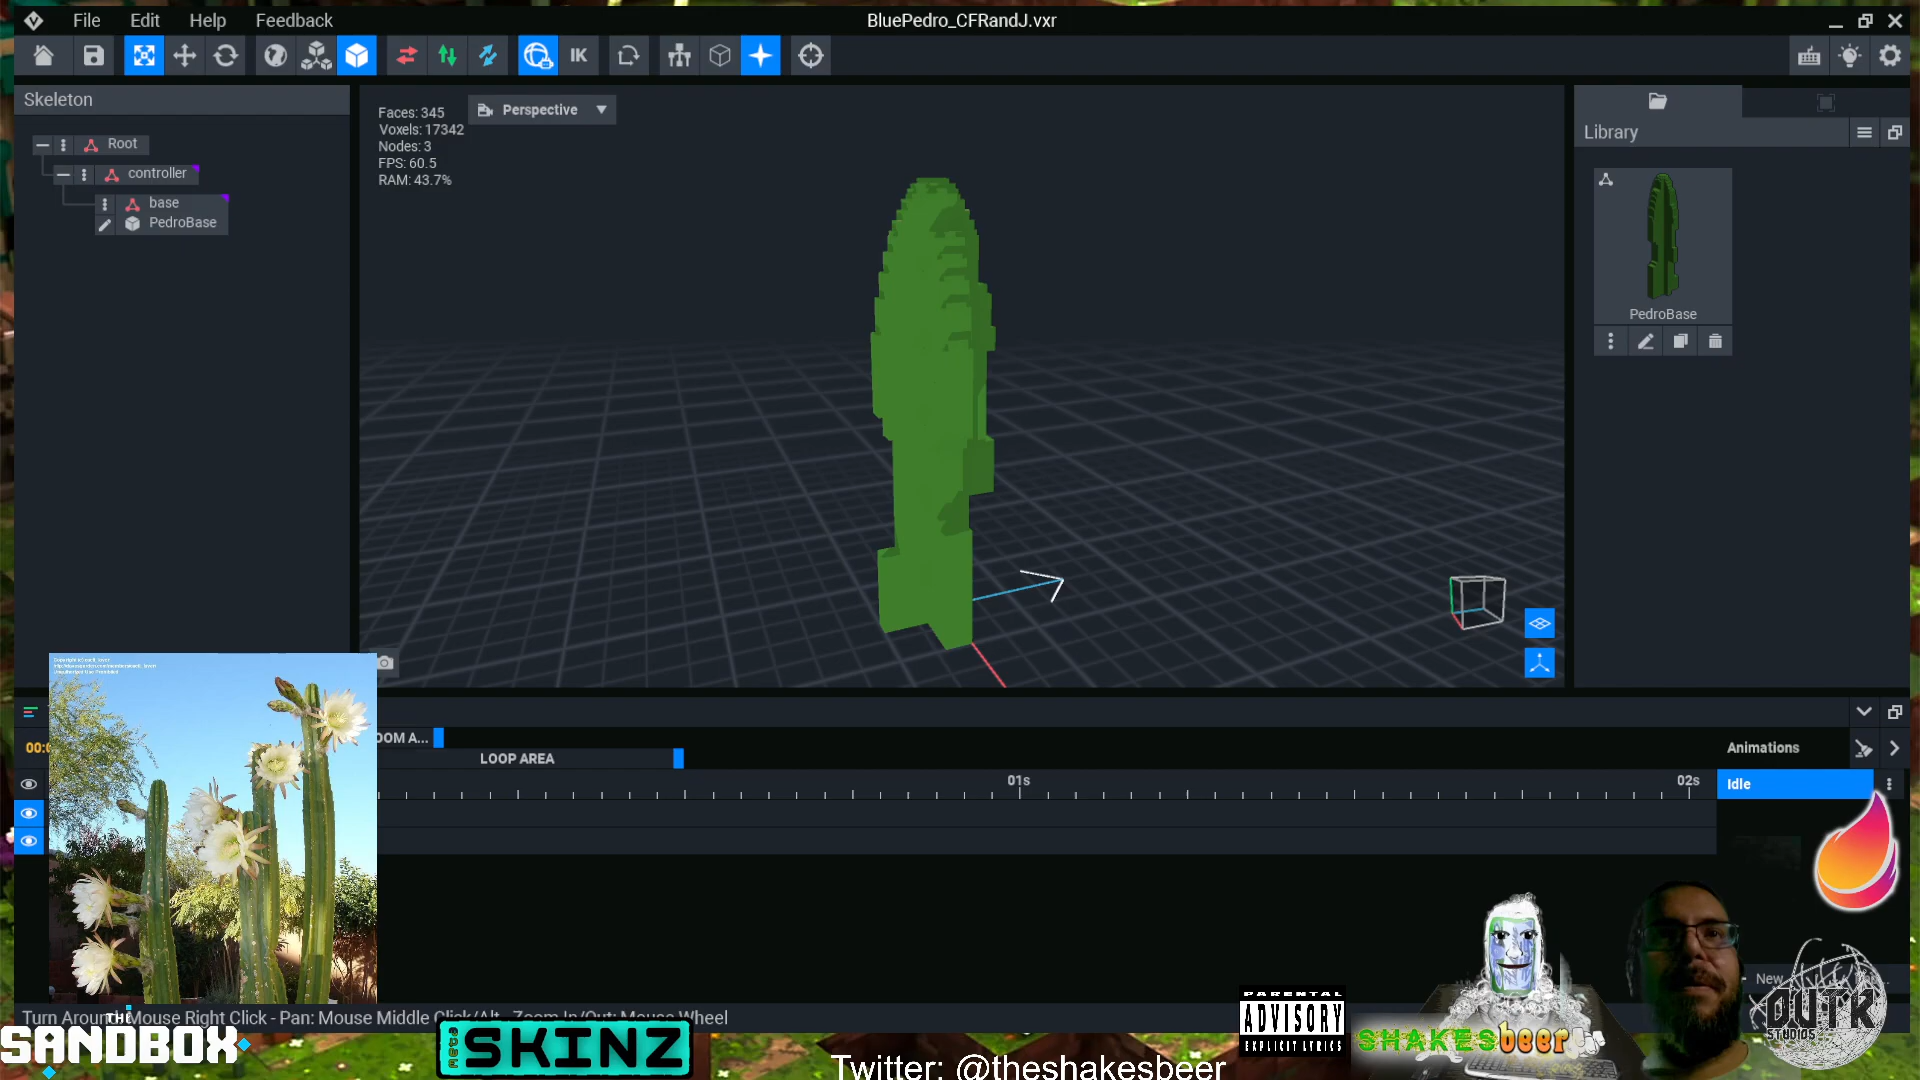 File Edit Help Feedback
BluePedro_CFRandJ.vxr
IK
Skeleton
Root
controller
base
PedroBase
Faces: 345
Voxels: 17342
Nodes: 3
FPS: 60.5
RAM: 43.7%
Perspective
Library
PedroBase
OOM A...
LOOP AREA
00:
01s
02s
Animations
Idle
New
Turn Around: Mouse Right Click - Pan: Mouse Middle Click/Alt - Zoom In/Out: Mouse Wheel
THE
SANDBOX
SKINZ
PARENTAL
ADVISORY
EXPLICIT LYRICS
SHAKESbeer
OUTR
STUDIOS
Twitter: @theshakesbeer